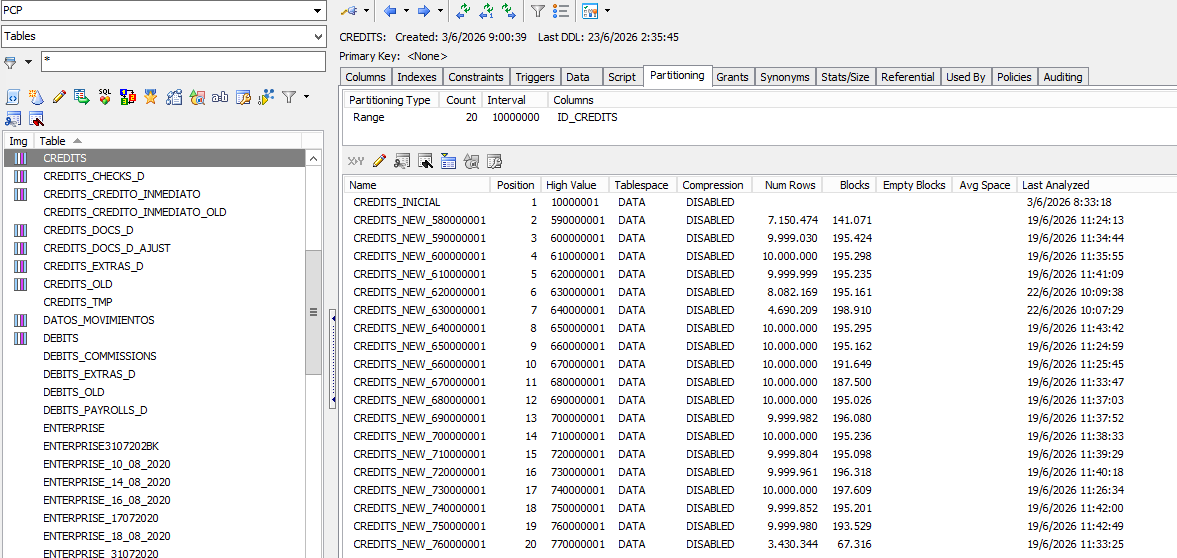 PCP
Tables
*
Img Table
CREDITS
CREDITS_CHECKS_D
CREDITS_CREDITO_INMEDIATO
CREDITS_CREDITO_INMEDIATO_OLD
CREDITS_DOCS_D
CREDITS_DOCS_D_AJUST
CREDITS_EXTRAS_D
CREDITS_OLD
CREDITS_TMP
DATOS_MOVIMIENTOS
DEBITS
DEBITS_COMMISSIONS
DEBITS_EXTRAS_D
DEBITS_OLD
DEBITS_PAYROLLS_D
ENTERPRISE
ENTERPRISE3107202BK
ENTERPRISE_10_08_2020
ENTERPRISE_14_08_2020
ENTERPRISE_16_08_2020
ENTERPRISE_17072020
ENTERPRISE_18_08_2020
ENTERPRISE_31072020
CREDITS: Created: 3/6/2026 9:00:39 Last DDL: 23/6/2026 2:35:45
Primary Key: <None>
Columns Indexes Constraints Triggers Data Script Partitioning Grants Synonyms Stats/Size Referential Used By Policies Auditing
Partitioning Type Count Interval Columns
Range 20 10000000 ID_CREDITS
Name Position High Value Tablespace Compression Num Rows Blocks Empty Blocks Avg Space Last Analyzed
CREDITS_INICIAL 1 10000001 DATA DISABLED 3/6/2026 8:33:18
CREDITS_NEW_580000001 2 590000001 DATA DISABLED 7.150.474 141.071 19/6/2026 11:24:13
CREDITS_NEW_590000001 3 600000001 DATA DISABLED 9.999.030 195.424 19/6/2026 11:34:44
CREDITS_NEW_600000001 4 610000001 DATA DISABLED 10.000.000 195.298 19/6/2026 11:35:55
CREDITS_NEW_610000001 5 620000001 DATA DISABLED 9.999.999 195.235 19/6/2026 11:41:09
CREDITS_NEW_620000001 6 630000001 DATA DISABLED 8.082.169 195.161 22/6/2026 10:09:38
CREDITS_NEW_630000001 7 640000001 DATA DISABLED 4.690.209 198.910 22/6/2026 10:07:29
CREDITS_NEW_640000001 8 650000001 DATA DISABLED 10.000.000 195.295 19/6/2026 11:43:42
CREDITS_NEW_650000001 9 660000001 DATA DISABLED 10.000.000 195.162 19/6/2026 11:24:59
CREDITS_NEW_660000001 10 670000001 DATA DISABLED 10.000.000 191.649 19/6/2026 11:25:45
CREDITS_NEW_670000001 11 680000001 DATA DISABLED 10.000.000 187.500 19/6/2026 11:33:47
CREDITS_NEW_680000001 12 690000001 DATA DISABLED 10.000.000 195.026 19/6/2026 11:37:03
CREDITS_NEW_690000001 13 700000001 DATA DISABLED 9.999.982 196.080 19/6/2026 11:37:52
CREDITS_NEW_700000001 14 710000001 DATA DISABLED 10.000.000 195.236 19/6/2026 11:38:33
CREDITS_NEW_710000001 15 720000001 DATA DISABLED 9.999.804 195.098 19/6/2026 11:39:29
CREDITS_NEW_720000001 16 730000001 DATA DISABLED 9.999.961 196.318 19/6/2026 11:40:18
CREDITS_NEW_730000001 17 740000001 DATA DISABLED 10.000.000 197.609 19/6/2026 11:26:34
CREDITS_NEW_740000001 18 750000001 DATA DISABLED 9.999.852 195.201 19/6/2026 11:42:00
CREDITS_NEW_750000001 19 760000001 DATA DISABLED 9.999.980 193.529 19/6/2026 11:42:49
CREDITS_NEW_760000001 20 770000001 DATA DISABLED 3.430.344 67.316 19/6/2026 11:33:25